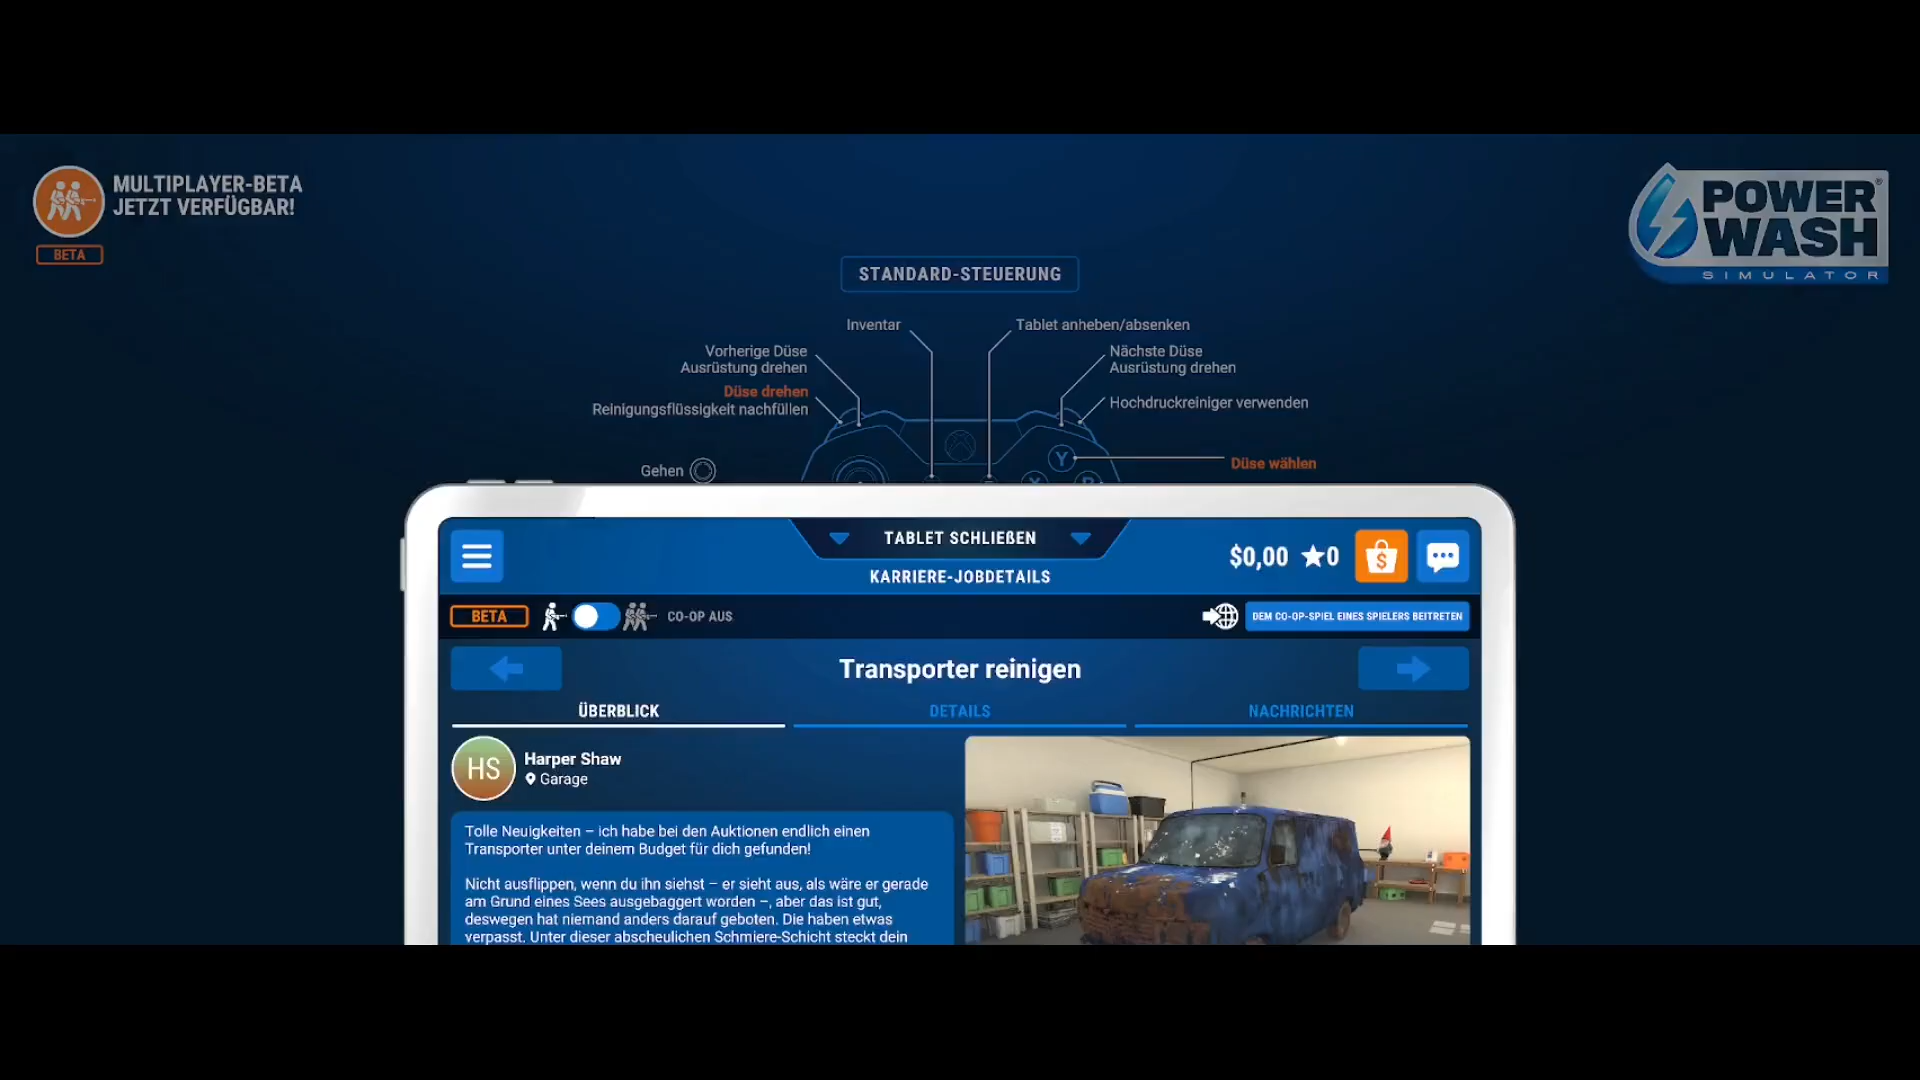 MULTIPLAYER-BETA
JETZT VERFÜGBAR!
BETA
POWER
WASH
SIMULATOR
STANDARD-STEUERUNG
Inventar
Tablet anheben/absenken
Vorherige Düse
Ausrüstung drehen
Nächste Düse
Ausrüstung drehen
Düse drehen
Reinigungsflüssigkeit nachfüllen
Hochdruckreiniger verwenden
Y
Düse wählen
Gehen
TABLET SCHLIEẞEN
$0,00 ★0
KARRIERE-JOBDETAILS
BETA
CO-OP AUS
DEM CO-OP-SPIEL EINES SPIELERS BEITRETEN
Transporter reinigen
ÜBERBLICK
DETAILS
NACHRICHTEN
HS
Harper Shaw
Garage
Tolle Neuigkeiten – ich habe bei den Auktionen endlich einen
Transporter unter deinem Budget für dich gefunden!
Nicht ausflippen, wenn du ihn siehst – er sieht aus, als wäre er gerade
am Grund eines Sees ausgebaggert worden –, aber das ist gut,
deswegen hat niemand anders darauf geboten. Die haben etwas
verpasst. Unter dieser abscheulichen Schmiere-Schicht steckt dein